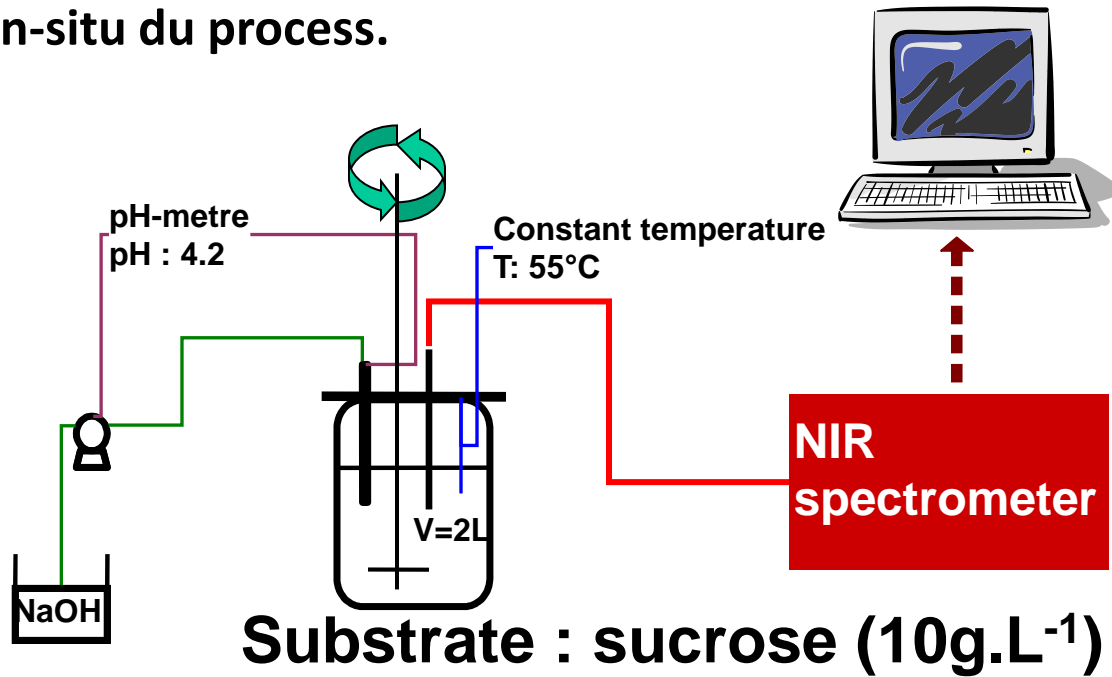 n-situ du process.
pH-metre
pH : 4.2
Constant temperature
T: 55°C
NIR
spectrometer
V=2L
NaOH
Substrate : sucrose (10g.L-1)